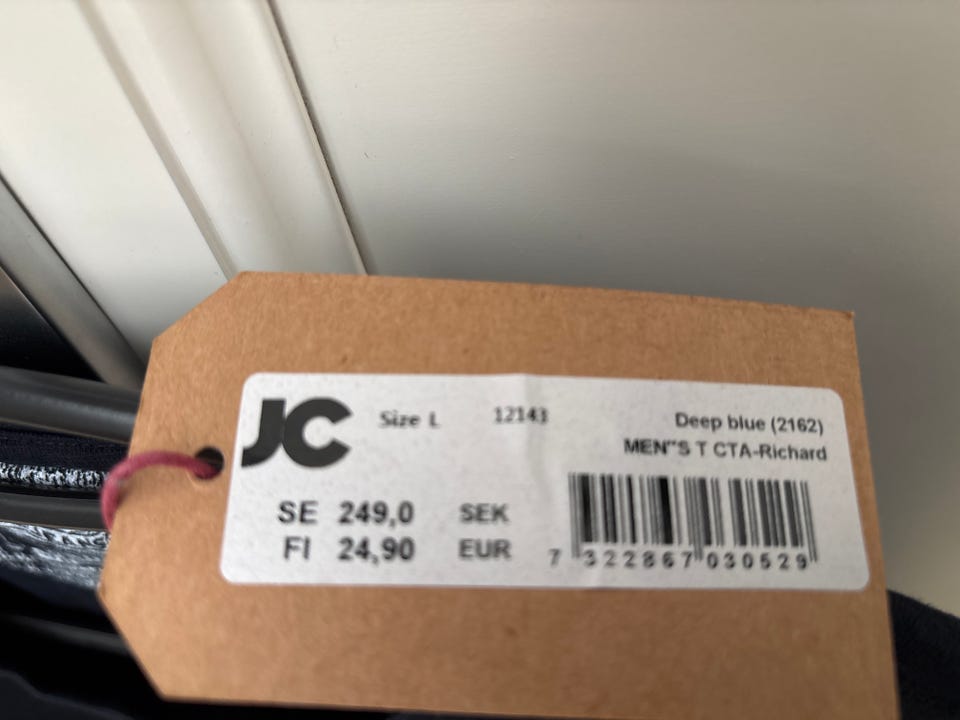 JC Size L 12143 Deep blue (2162)
MEN"S T CTA-Richard
SE 249,0 SEK
FI 24,90 EUR
7 322867 030529